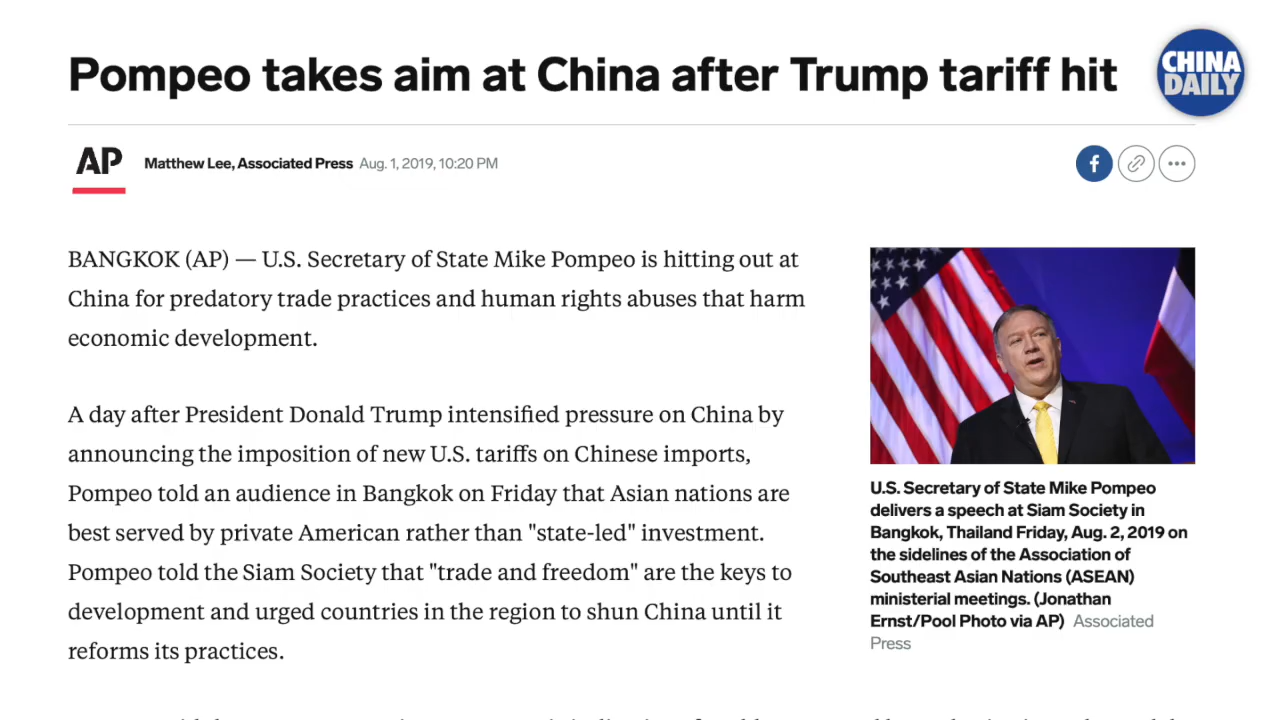 Pompeo takes aim at China after Trump tariff hit
CHINA
DAILY
AP
Matthew Lee, Associated Press Aug. 1, 2019, 10:20 PM
BANGKOK (AP) — U.S. Secretary of State Mike Pompeo is hitting out at
China for predatory trade practices and human rights abuses that harm
economic development.
A day after President Donald Trump intensified pressure on China by
announcing the imposition of new U.S. tariffs on Chinese imports,
Pompeo told an audience in Bangkok on Friday that Asian nations are
best served by private American rather than "state-led" investment.
Pompeo told the Siam Society that "trade and freedom" are the keys to
development and urged countries in the region to shun China until it
reforms its practices.
U.S. Secretary of State Mike Pompeo
delivers a speech at Siam Society in
Bangkok, Thailand Friday, Aug. 2, 2019 on
the sidelines of the Association of
Southeast Asian Nations (ASEAN)
ministerial meetings. (Jonathan
Ernst/Pool Photo via AP) Associated
Press